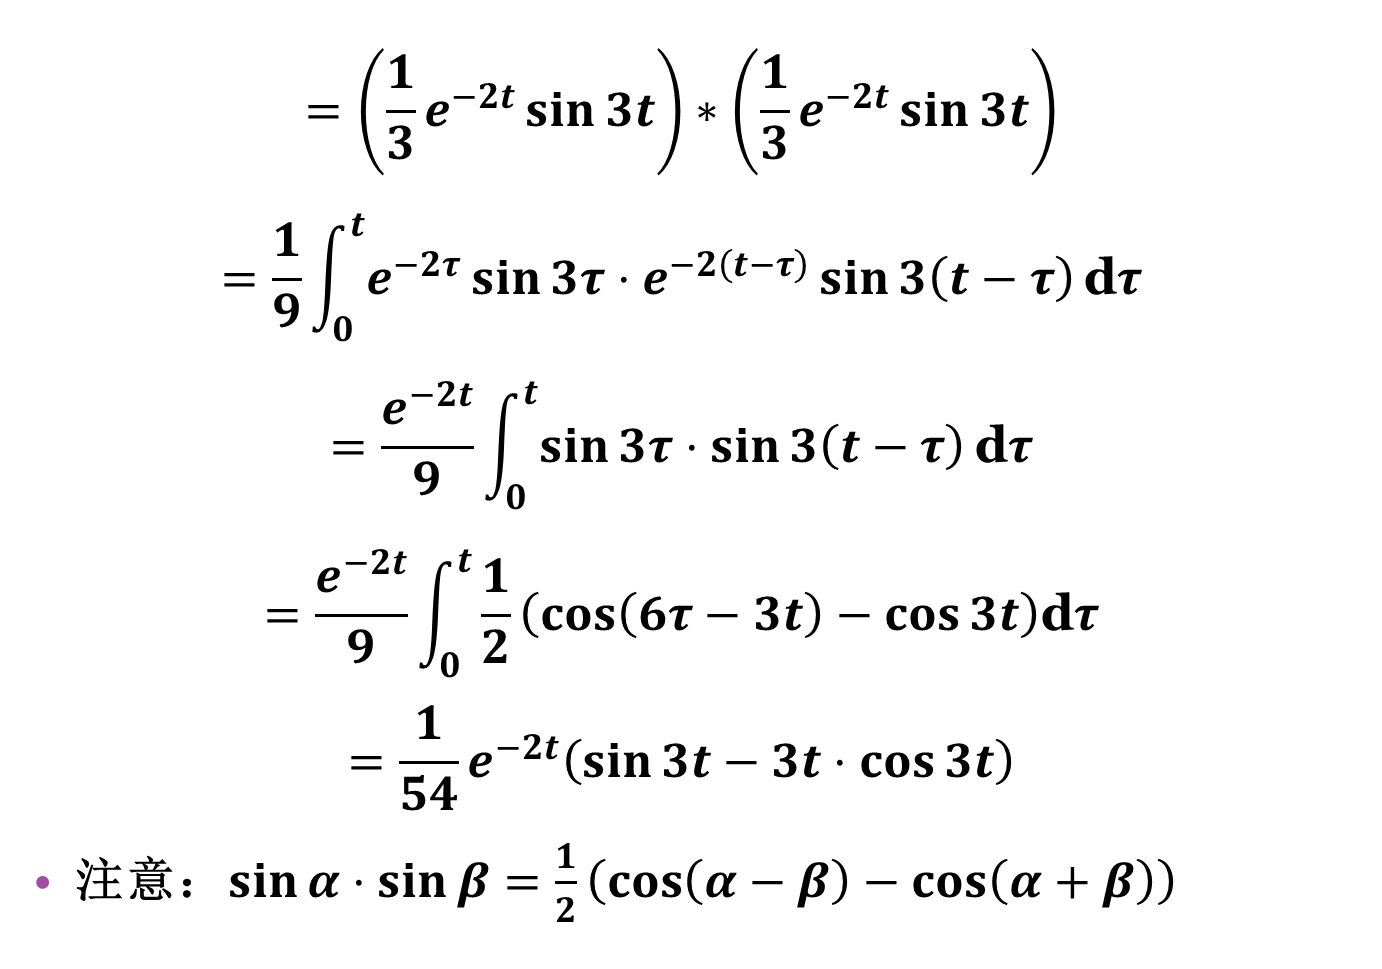 = (1/3 e^{-2t} sin 3t) * (1/3 e^{-2t} sin 3t)
= 1/9 ∫_0^t e^{-2τ} sin 3τ · e^{-2(t-τ)} sin 3(t − τ) dτ
= e^{-2t}/9 ∫_0^t sin 3τ · sin 3(t − τ) dτ
= e^{-2t}/9 ∫_0^t 1/2 (cos(6τ − 3t) − cos 3t)dτ
= 1/54 e^{-2t}(sin 3t − 3t · cos 3t)
• 注意：sin α · sin β = 1/2 (cos(α − β) − cos(α + β))